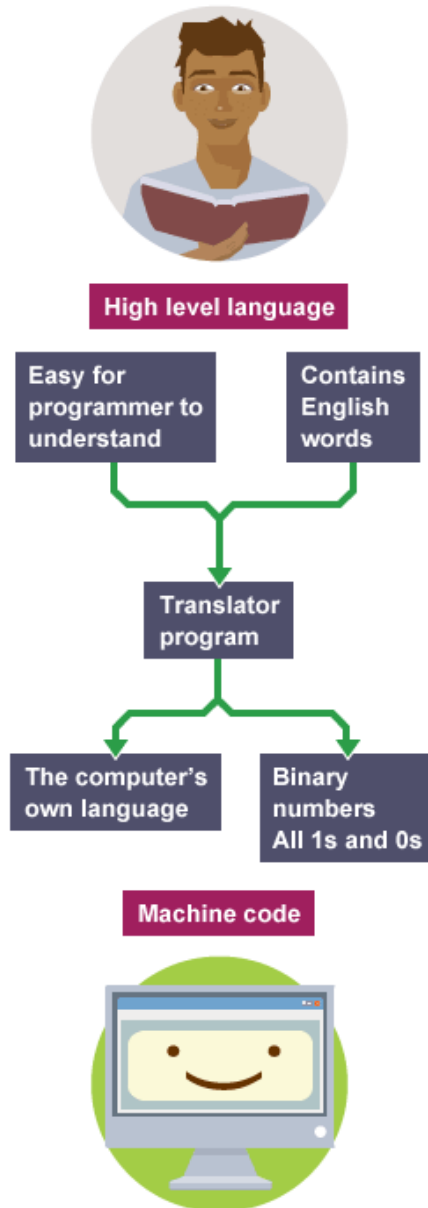 High level language
Easy for
programmer to
understand
Contains
English
words
Translator
program
The computer's
own language
Binary
numbers
All 1s and 0s
Machine code